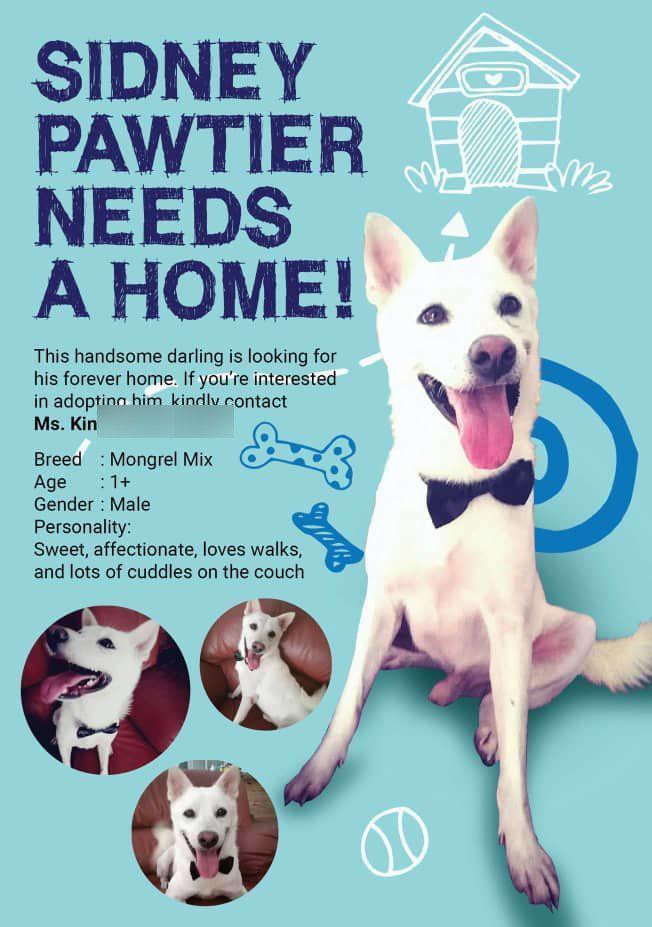 SIDNEY
PAWTIER
NEEDS
A HOME!
This handsome darling is looking for
his forever home. If you're interested
in adopting him, kindly contact
Ms. Kin
Breed : Mongrel Mix
Age : 1+
Gender : Male
Personality:
Sweet, affectionate, loves walks,
and lots of cuddles on the couch